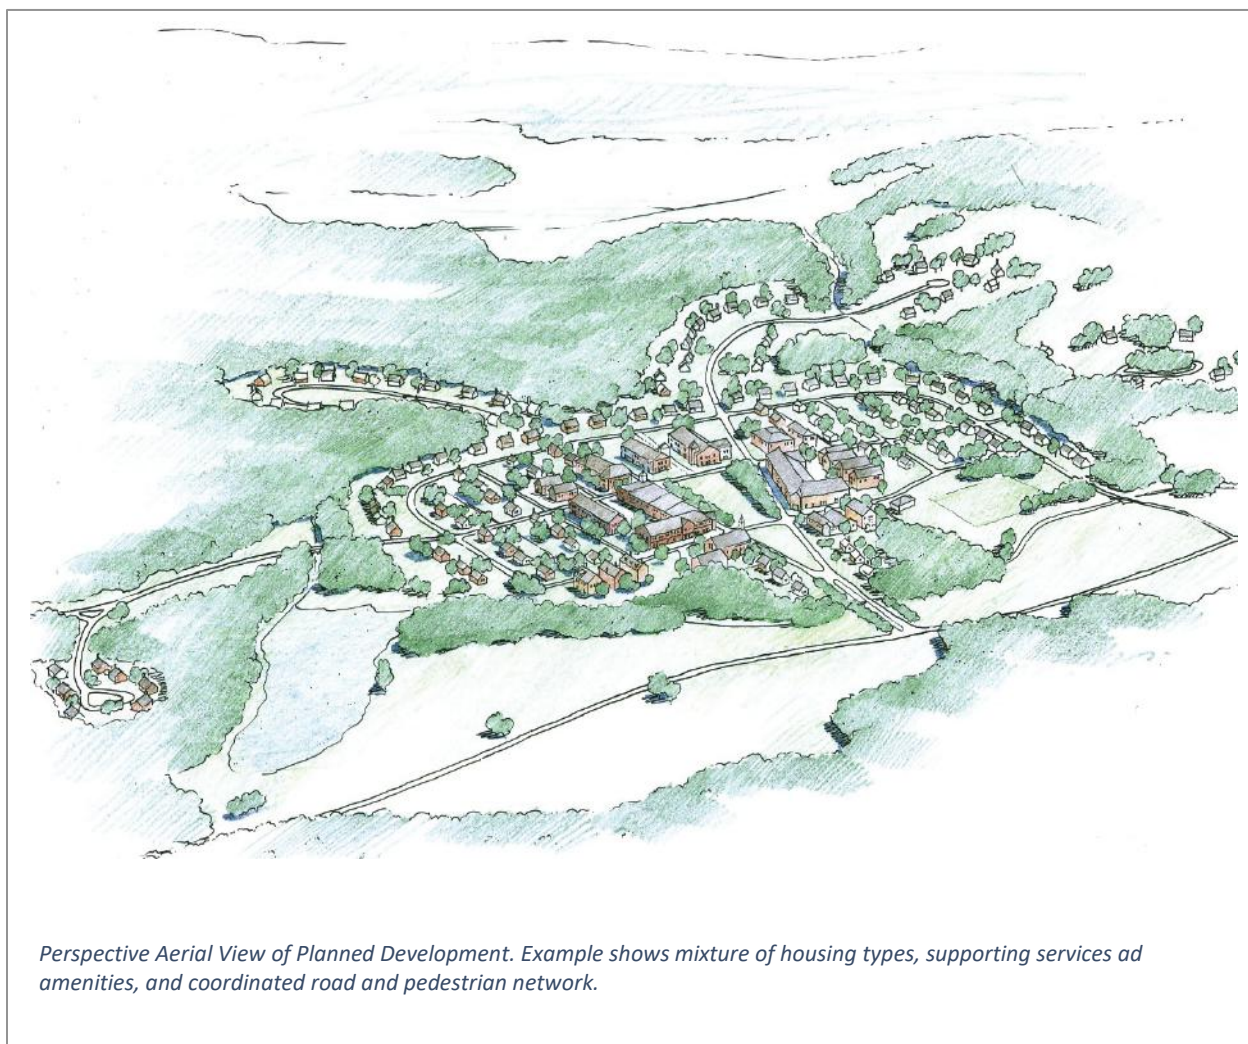 Perspective Aerial View of Planned Development. Example shows mixture of housing types, supporting services ad
amenities, and coordinated road and pedestrian network.